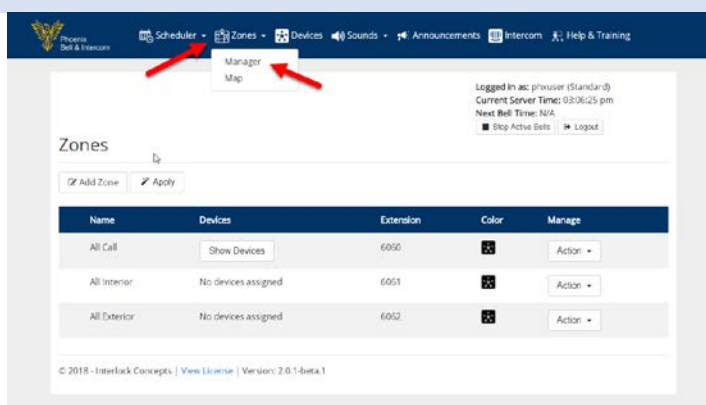 Phoenix
Bell & Intercom
Scheduler Zones Devices Sounds Announcements Intercom Help & Training
Manager
Map
Logged in as: phxuser (Standard)
Current Server Time: 03:06:25 pm
Next Bell Time: N/A
Stop Active Bells Logout
Zones
Add Zone Apply
Name Devices Extension Color Manage
All Call Show Devices 6060 Action
All Interior No devices assigned 6061 Action
All Exterior No devices assigned 6062 Action
© 2018 - Interlock Concepts | View License | Version: 2.0.1-beta.1